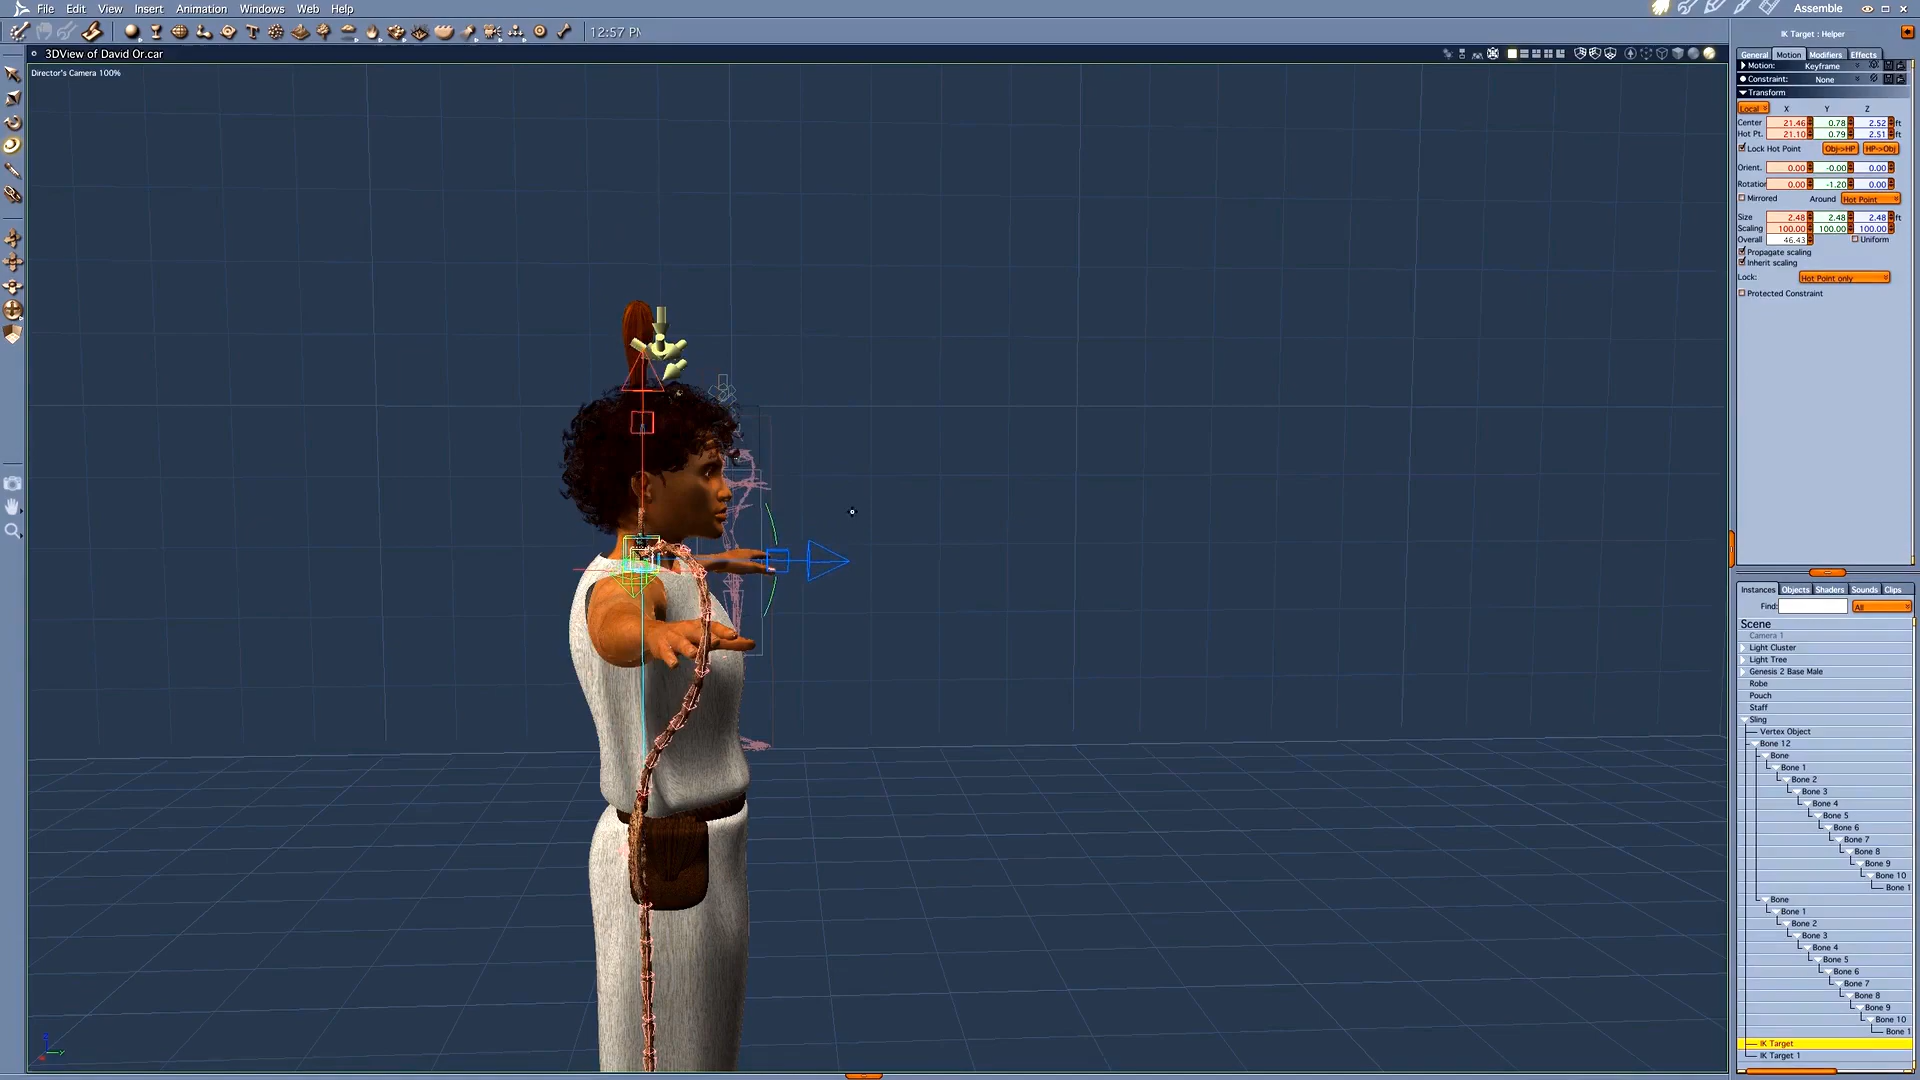 File Edit View Insert Animation Windows Web Help
Assemble
12:57
IK Target : Helper
3DView of David Or.car
General Motion Modifiers Effects
Motion: Keyframe
Director's Camera 100%
Constraint: None
Transform
Local X Y Z
Center 21.46 0.78 2.52 ft
Hot Pt. 21.10 0.79 2.51 ft
Lock Hot Point Obj->HP HP->Obj
Orient. 0.00 -0.00 0.00
Rotation 0.00 -1.20 0.00
Mirrored Around Hot Point
Size 2.48 2.48 2.48 ft
Scaling 100.00 100.00 100.00
Overall 46.43 Uniform
Propagate scaling
Inherit scaling
Lock: Hot Point only
Protected Constraint
Instances Objects Shaders Sounds Clips
Find: All
Scene
Camera 1
Light Cluster
Light Tree
Genesis 2 Base Male
Robe
Pouch
Staff
Sling
Vertex Object
Bone 12
Bone
Bone 1
Bone 2
Bone 3
Bone 4
Bone 5
Bone 6
Bone 7
Bone 8
Bone 9
Bone 10
Bone 1
Bone
Bone 1
Bone 2
Bone 3
Bone 4
Bone 5
Bone 6
Bone 7
Bone 8
Bone 9
Bone 10
Bone 1
IK Target
IK Target 1